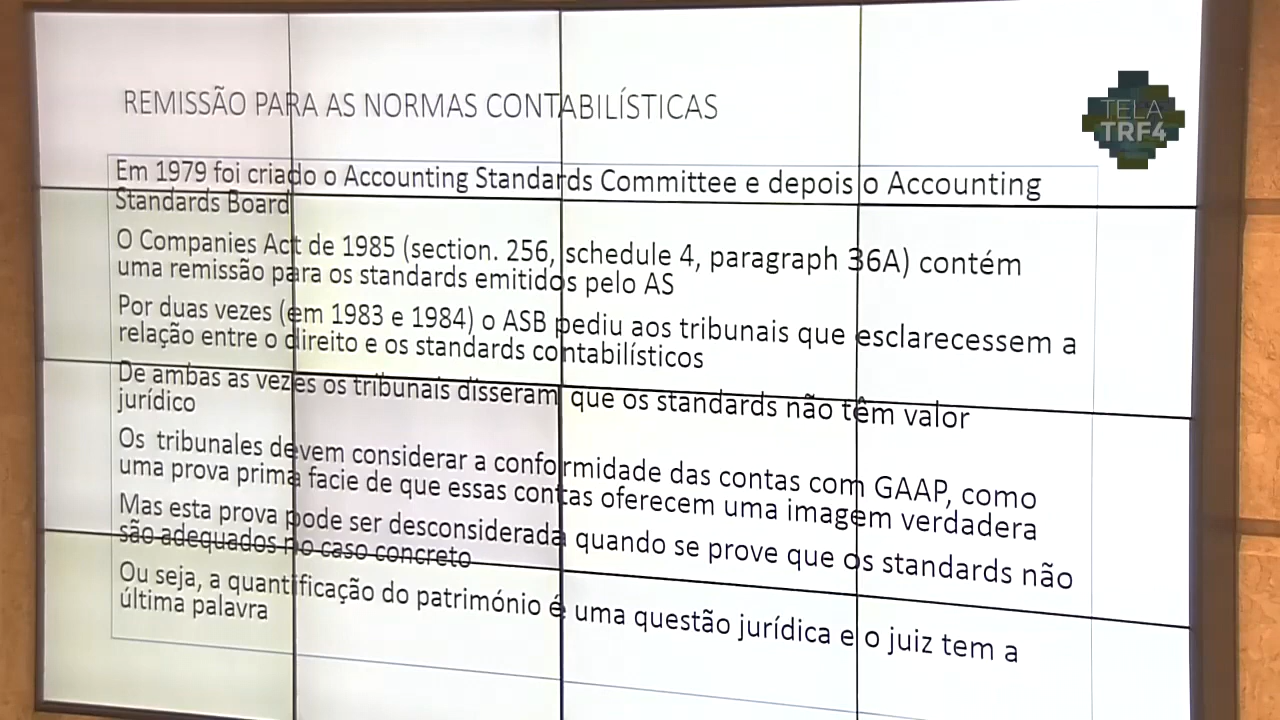 REMISSÃO PARA AS NORMAS CONTABILÍSTICAS
TELA
TRF4
Em 1979 foi criado o Accounting Standards Committee e depois o Accounting
Standards Board
O Companies Act de 1985 (section. 256, schedule 4, paragraph 36A) contém
uma remissão para os standards emitidos pelo AS
Por duas vezes (em 1983 e 1984) o ASB pediu aos tribunais que esclarecessem a
relação entre o direito e os standards contabilísticos
De ambas as vezes os tribunais disseram que os standards não têm valor
jurídico
Os tribunales devem considerar a conformidade das contas com GAAP, como
uma prova prima facie de que essas contas oferecem uma imagem verdadera
Mas esta prova pode ser desconsiderada quando se prove que os standards não
são adequados no caso concreto
Ou seja, a quantificação do património é uma questão jurídica e o juiz tem a
última palavra